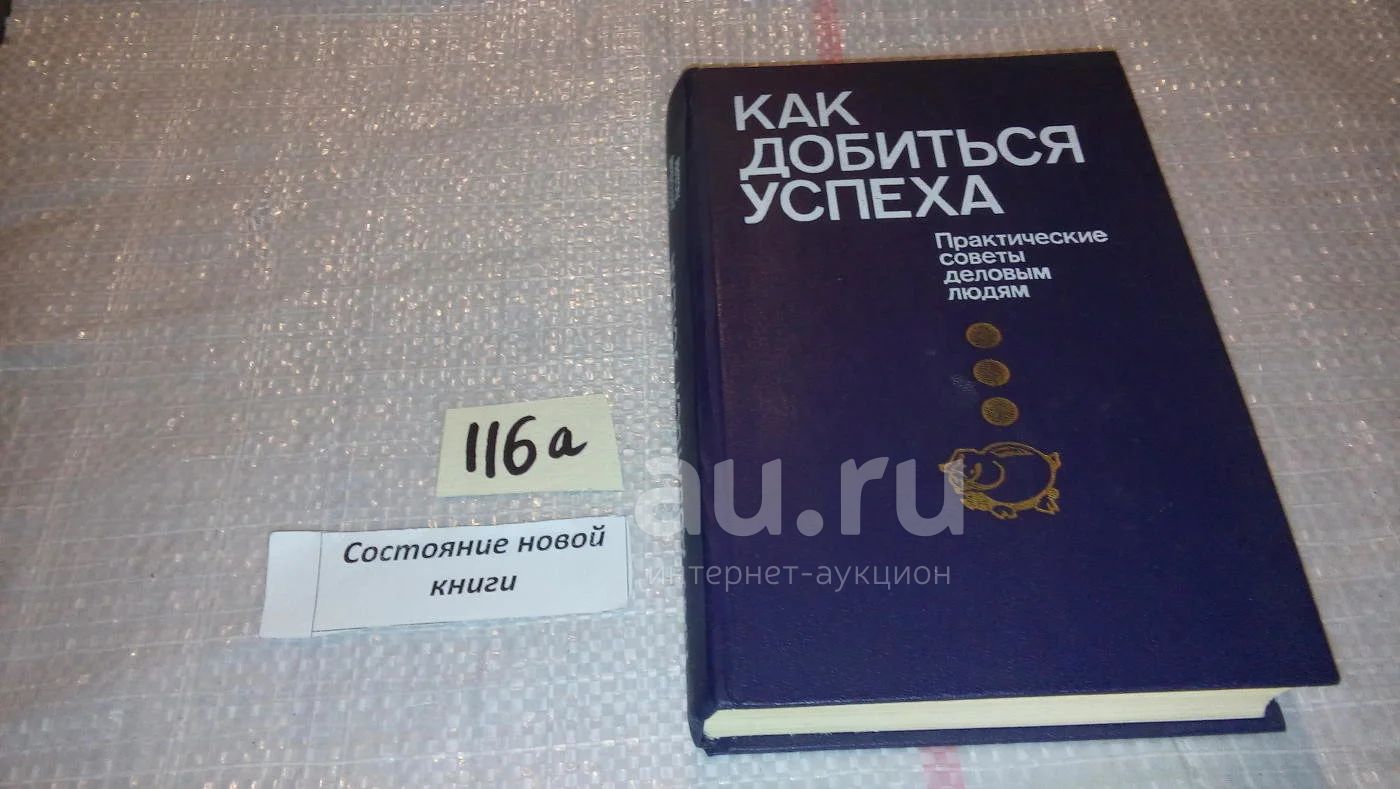 КАК
ДОБИТЬСЯ
УСПЕХА
Практические
советы
деловым
людям
116а
Состояние новой
книги
au.ru
интернет-аукцион